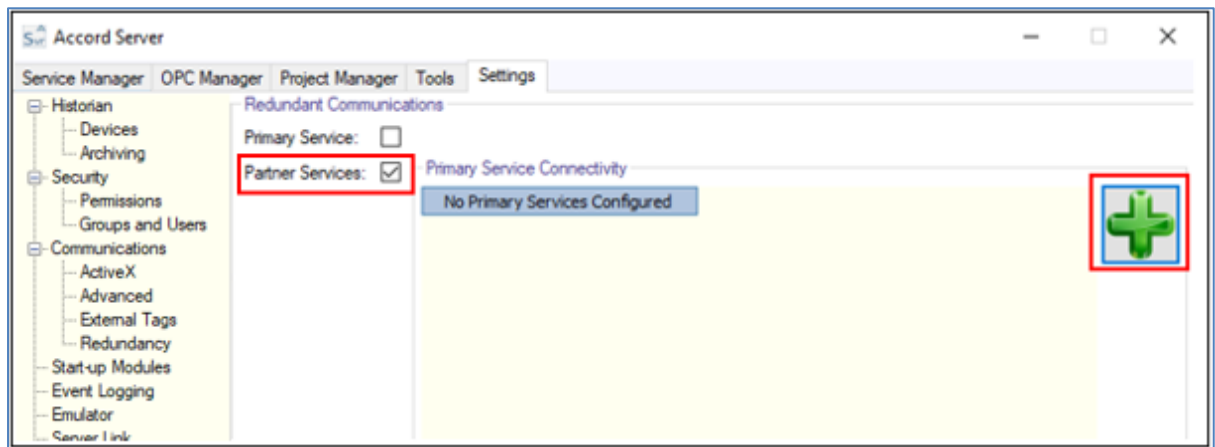 Accord Server
Service Manager OPC Manager Project Manager Tools Settings
Historian
Devices
Archiving
Security
Permissions
Groups and Users
Communications
ActiveX
Advanced
External Tags
Redundancy
Start-up Modules
Event Logging
Emulator
Server Link
Redundant Communications
Primary Service:
Partner Services:
Primary Service Connectivity
No Primary Services Configured